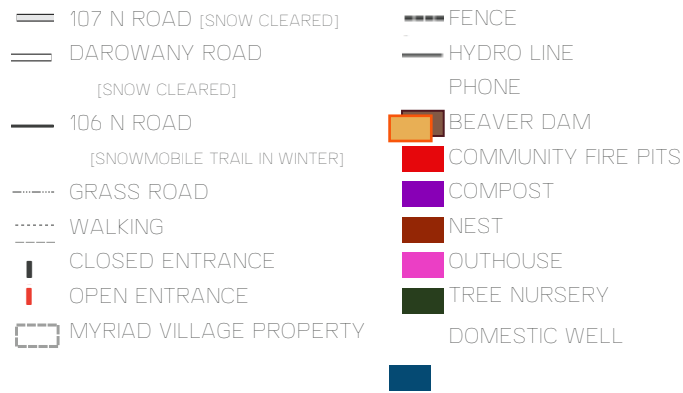 107 N ROAD [SNOW CLEARED]
DAROWANY ROAD
[SNOW CLEARED]
106 N ROAD
[SNOWMOBILE TRAIL IN WINTER]
GRASS ROAD
WALKING
CLOSED ENTRANCE
OPEN ENTRANCE
MYRIAD VILLAGE PROPERTY
FENCE
HYDRO LINE
PHONE
BEAVER DAM
COMMUNITY FIRE PITS
COMPOST
NEST
OUTHOUSE
TREE NURSERY
DOMESTIC WELL